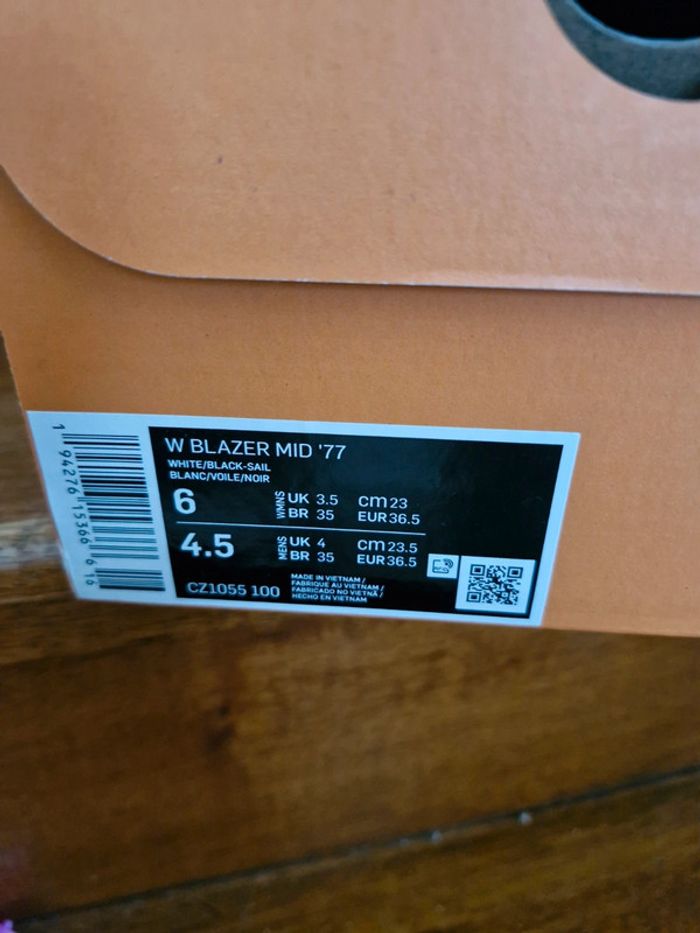 W BLAZER MID '77
WHITE/BLACK-SAIL
BLANC/VOILE/NOIR
6 WMNS UK 3.5 cm 23
BR 35 EUR 36.5
4.5 MENS UK 4 cm 23.5
BR 35 EUR 36.5
CZ1055 100
MADE IN VIETNAM /
FABRIQUE AU VIETNAM /
FABRICADO NO VIETNÃ /
HECHO EN VIETNAM
1 94276 15366 6 16